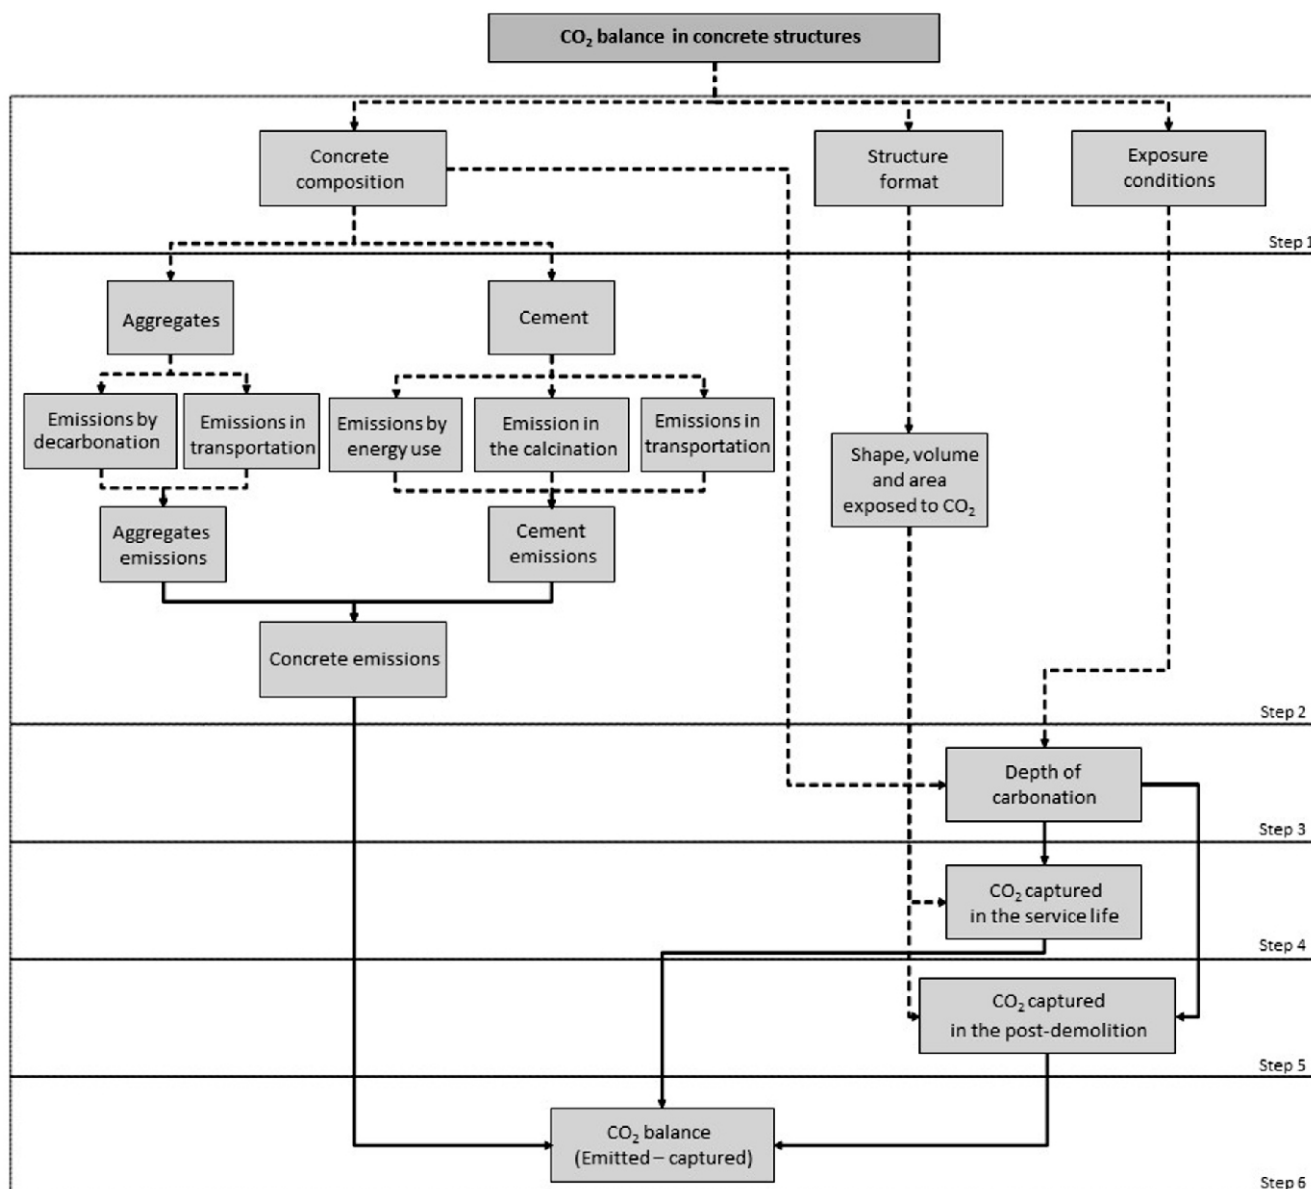 CO₂ balance in concrete structures
Concrete
composition
Structure
format
Exposure
conditions
Step 1
Aggregates
Cement
Emissions by
decarbonation
Emissions in
transportation
Emissions by
energy use
Emission in
the calcination
Emissions in
transportation
Shape, volume
and area
exposed to CO₂
Aggregates
emissions
Cement
emissions
Concrete emissions
Step 2
Depth of
carbonation
Step 3
CO₂ captured
in the service life
Step 4
CO₂ captured
in the post-demolition
Step 5
CO₂ balance
(Emitted – captured)
Step 6